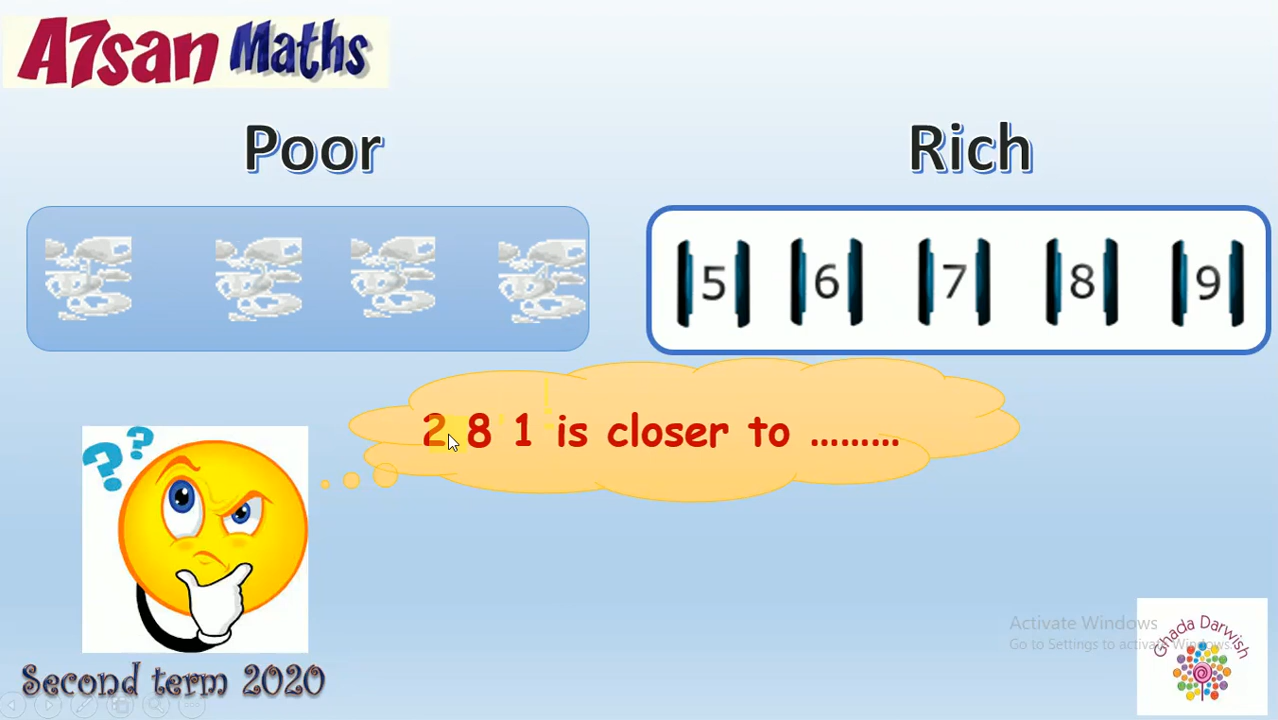 A7san Maths
Poor
Rich
5 6 7 8 9
2 8 1 is closer to .........
? ?
Activate Windows
Go to Settings to activate Windows.
Ghada Darwish
Second term 2020